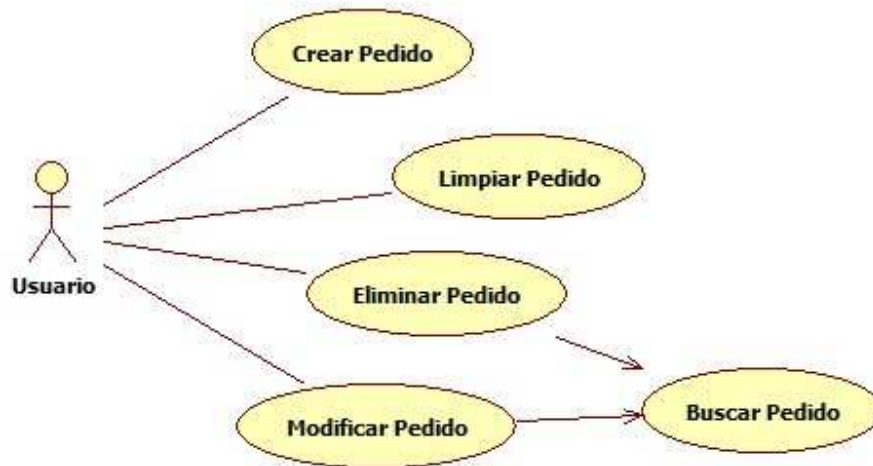 Crear Pedido
Limpiar Pedido
Usuario
Eliminar Pedido
Modificar Pedido
Buscar Pedido